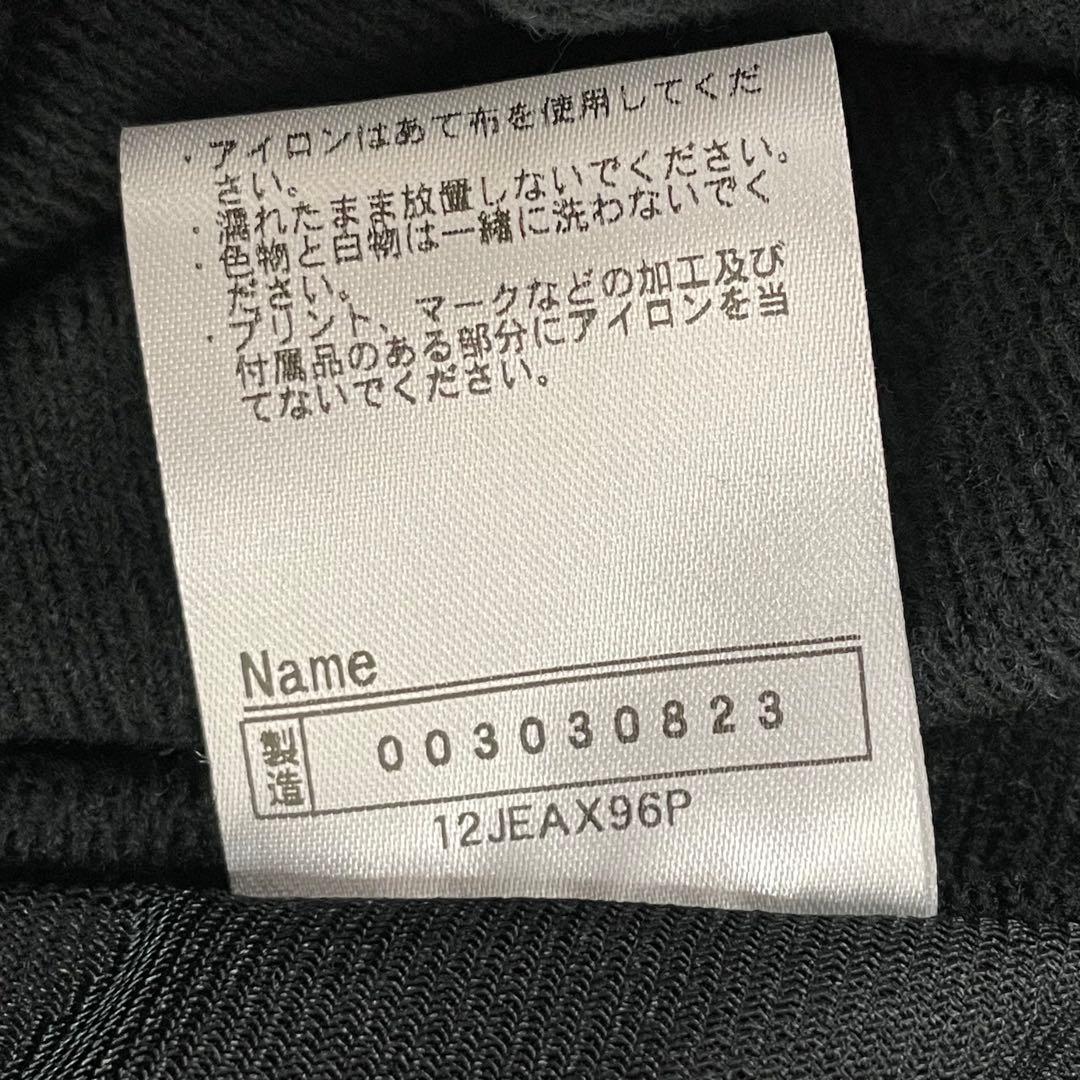 ・アイロンはあて布を使用してくだ
さい。
・濡れたまま放置しないでください。
・色物と白物は一緒に洗わないでく
ださい。
・プリント、マークなどの加工及び
付属品のある部分にアイロンを当
てないでください。
Name
製造 003030823
12JEAX96P